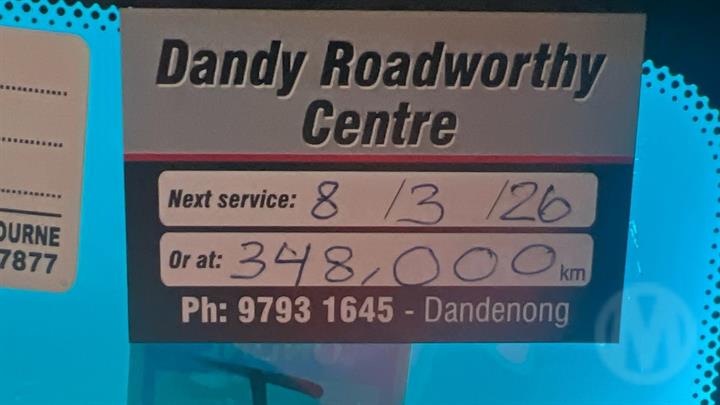 Dandy Roadworthy
Centre
Next service: 8 /3 /26
Or at: 348,000 km
Ph: 9793 1645 - Dandenong
OURNE
7877
M